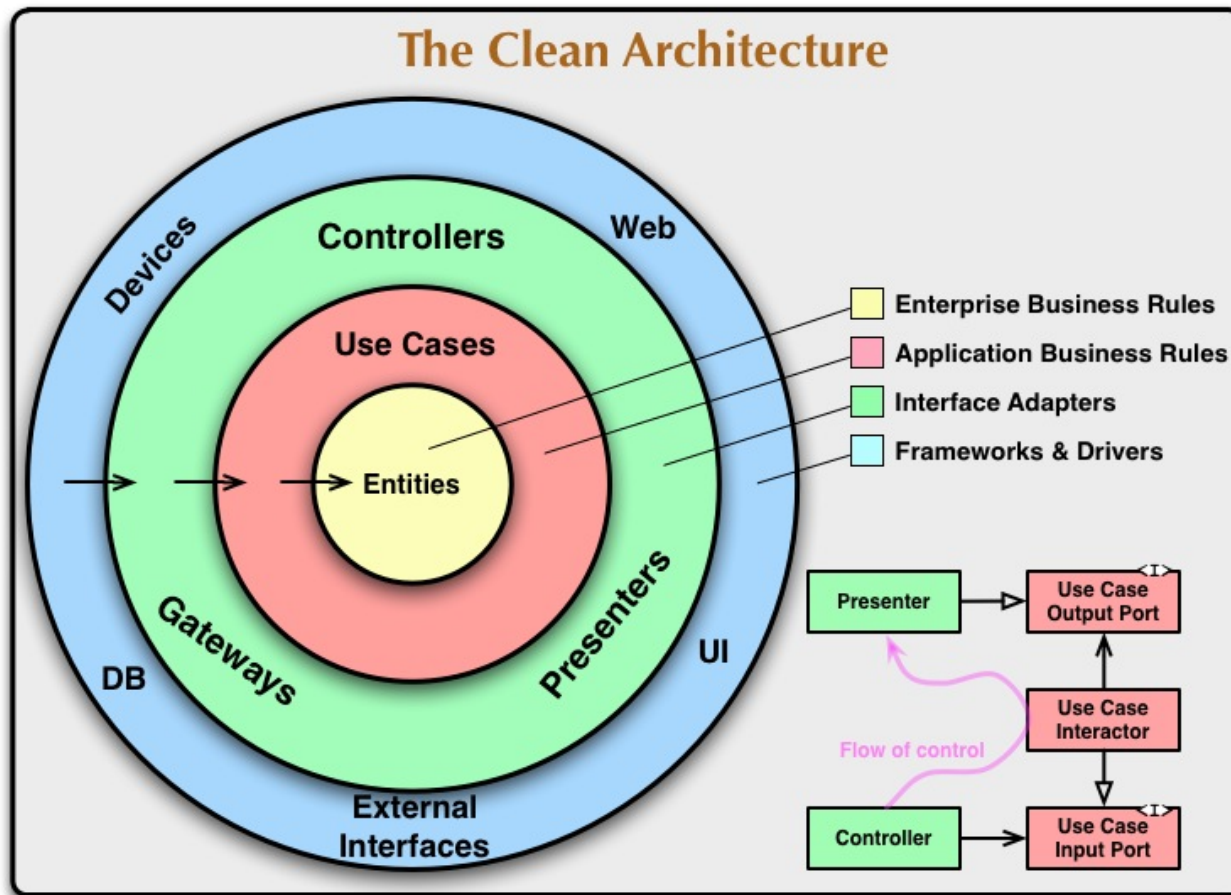 The Clean Architecture
Devices
Controllers
Web
Use Cases
Entities
Gateways
Presenters
DB
UI
External
Interfaces
Enterprise Business Rules
Application Business Rules
Interface Adapters
Frameworks & Drivers
Presenter
<I>
Use Case
Output Port
Use Case
Interactor
Flow of control
Controller
<I>
Use Case
Input Port